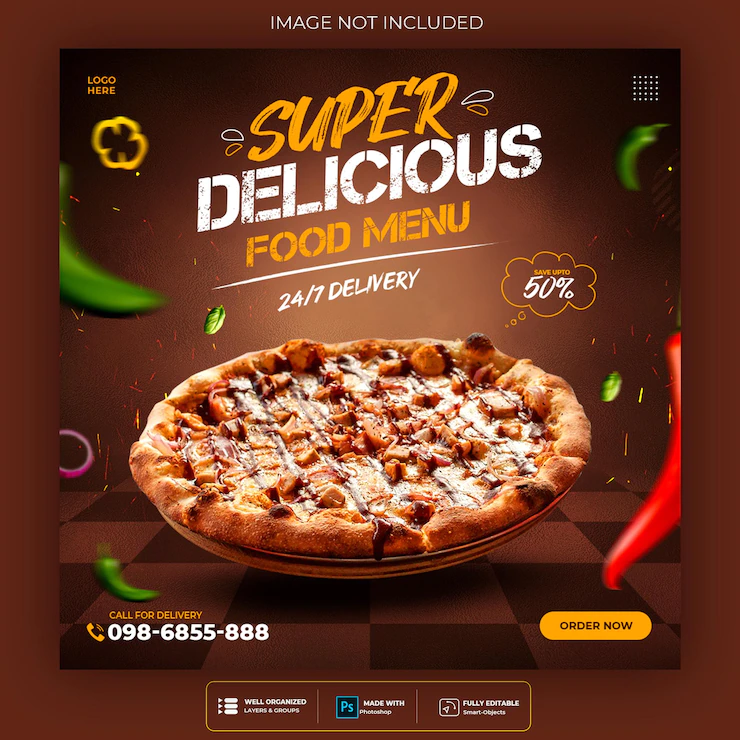 IMAGE NOT INCLUDED
LOGO
HERE
SUPER
DELICIOUS
FOOD MENU
24/7 DELIVERY
SAVE UPTO
50%
CALL FOR DELIVERY
098-6855-888
ORDER NOW
WELL ORGANIZED
LAYERS & GROUPS
Ps
MADE WITH
Photoshop
FULLY EDITABLE
Smart-Objects